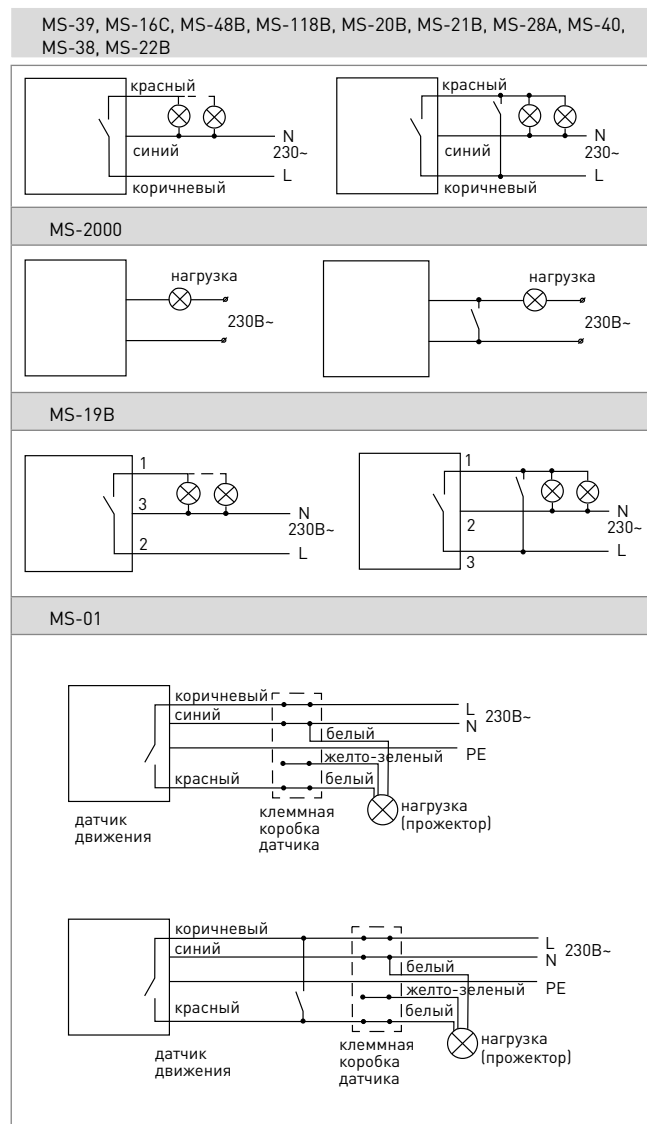 MS-39, MS-16C, MS-48B, MS-118B, MS-20B, MS-21B, MS-28A, MS-40,
MS-38, MS-22B
красный
N
синий
230~
L
коричневый
красный
N
синий
230~
L
коричневый
MS-2000
нагрузка
230В~
нагрузка
230В~
MS-19B
1
3
N
230В~
2
L
1
N
2
230~
L
3
MS-01
коричневый
L
230В~
синий
N
белый
PE
желто-зеленый
красный
белый
нагрузка
(прожектор)
датчик
движения
клеммная
коробка
датчика
коричневый
L
230В~
синий
N
белый
PE
желто-зеленый
красный
белый
нагрузка
(прожектор)
датчик
движения
клеммная
коробка
датчика